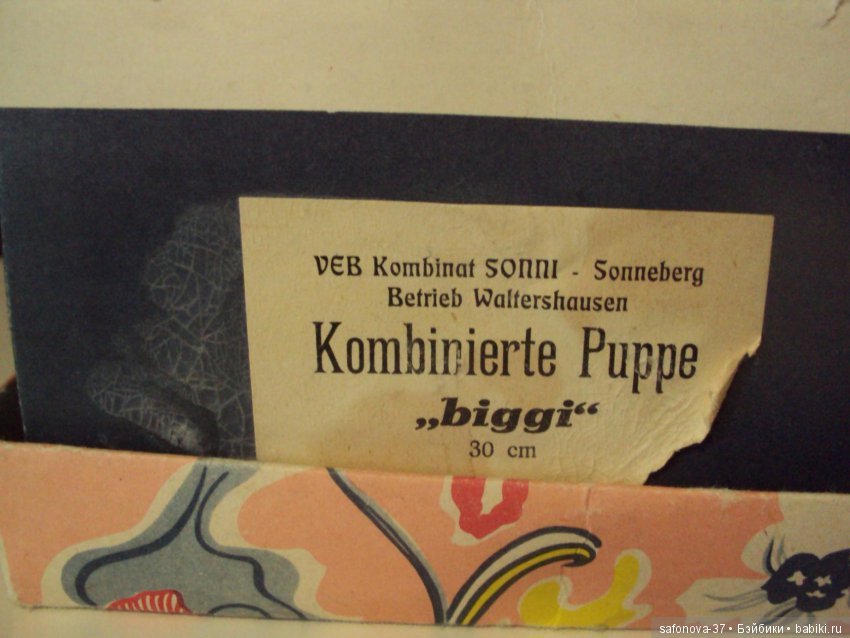 VEB Kombinat SONNI - Sonneberg
Betrieb Waltershausen
Kombinierte Puppe
„biggi“
30 cm
safonova-37 • Бэйбики • babiki.ru